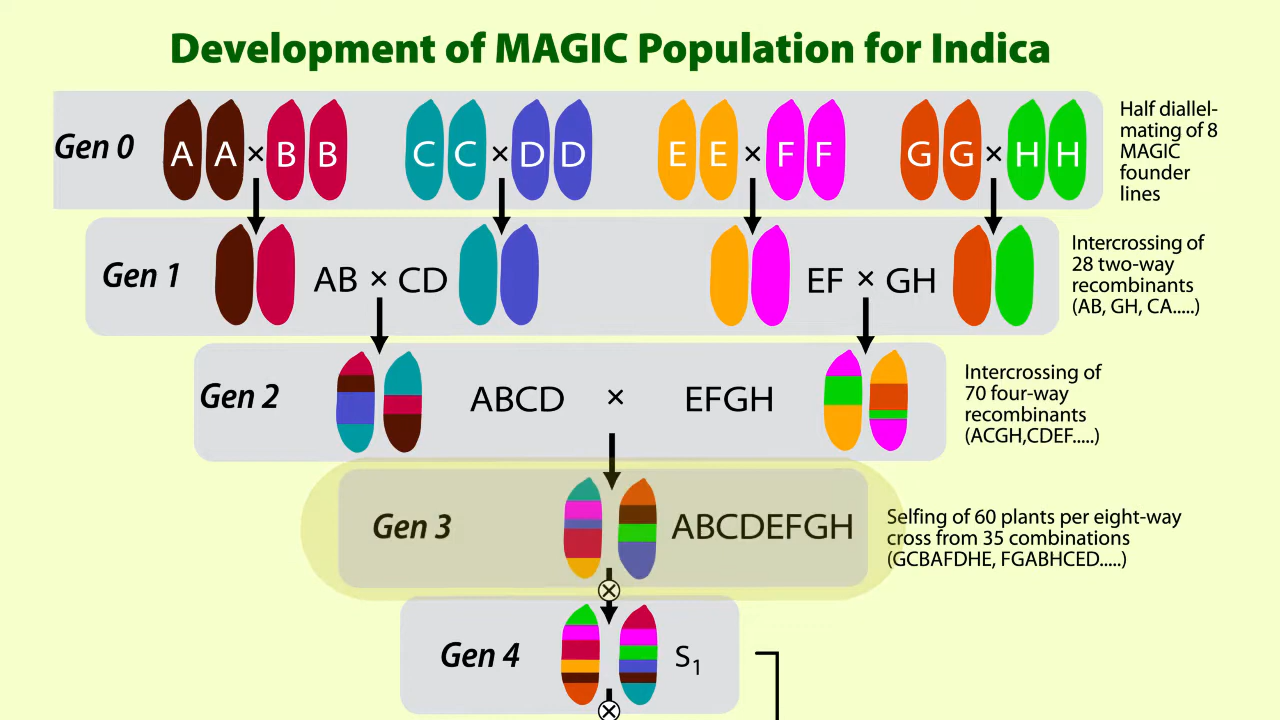 Development of MAGIC Population for Indica
Gen 0
A A × B B
C C × D D
E E × F F
G G × H H
Half diallel-
mating of 8
MAGIC
founder
lines
Gen 1
AB × CD
EF × GH
Intercrossing of
28 two-way
recombinants
(AB, GH, CA.....)
Gen 2
ABCD × EFGH
Intercrossing of
70 four-way
recombinants
(ACGH,CDEF.....)
Gen 3
ABCDEFGH
Selfing of 60 plants per eight-way
cross from 35 combinations
(GCBAFDHE, FGABHCED.....)
Gen 4
S1